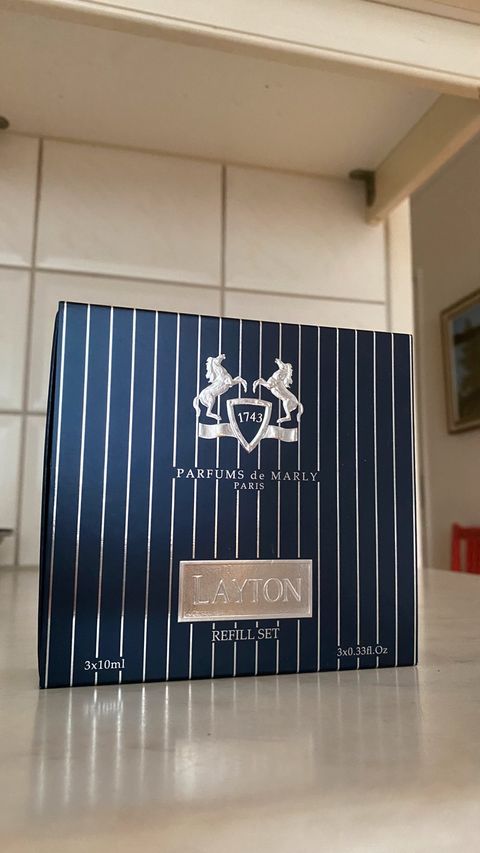 1743
PARFUMS de MARLY
PARIS
LAYTON
REFILL SET
3x10ml
3x0.33fl.Oz